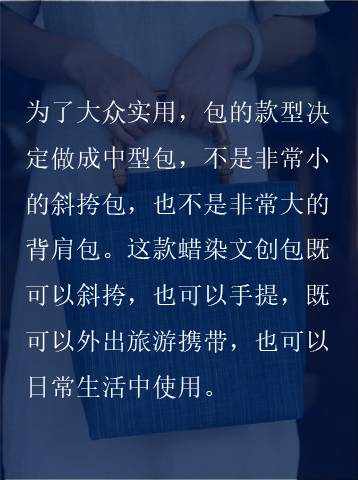 为了大众实用，包的款型决
定做成中型包，不是非常小
的斜挎包，也不是非常大的
背肩包。这款蜡染文创包既
可以斜挎，也可以手提，既
可以外出旅游携带，也可以
日常生活中使用。